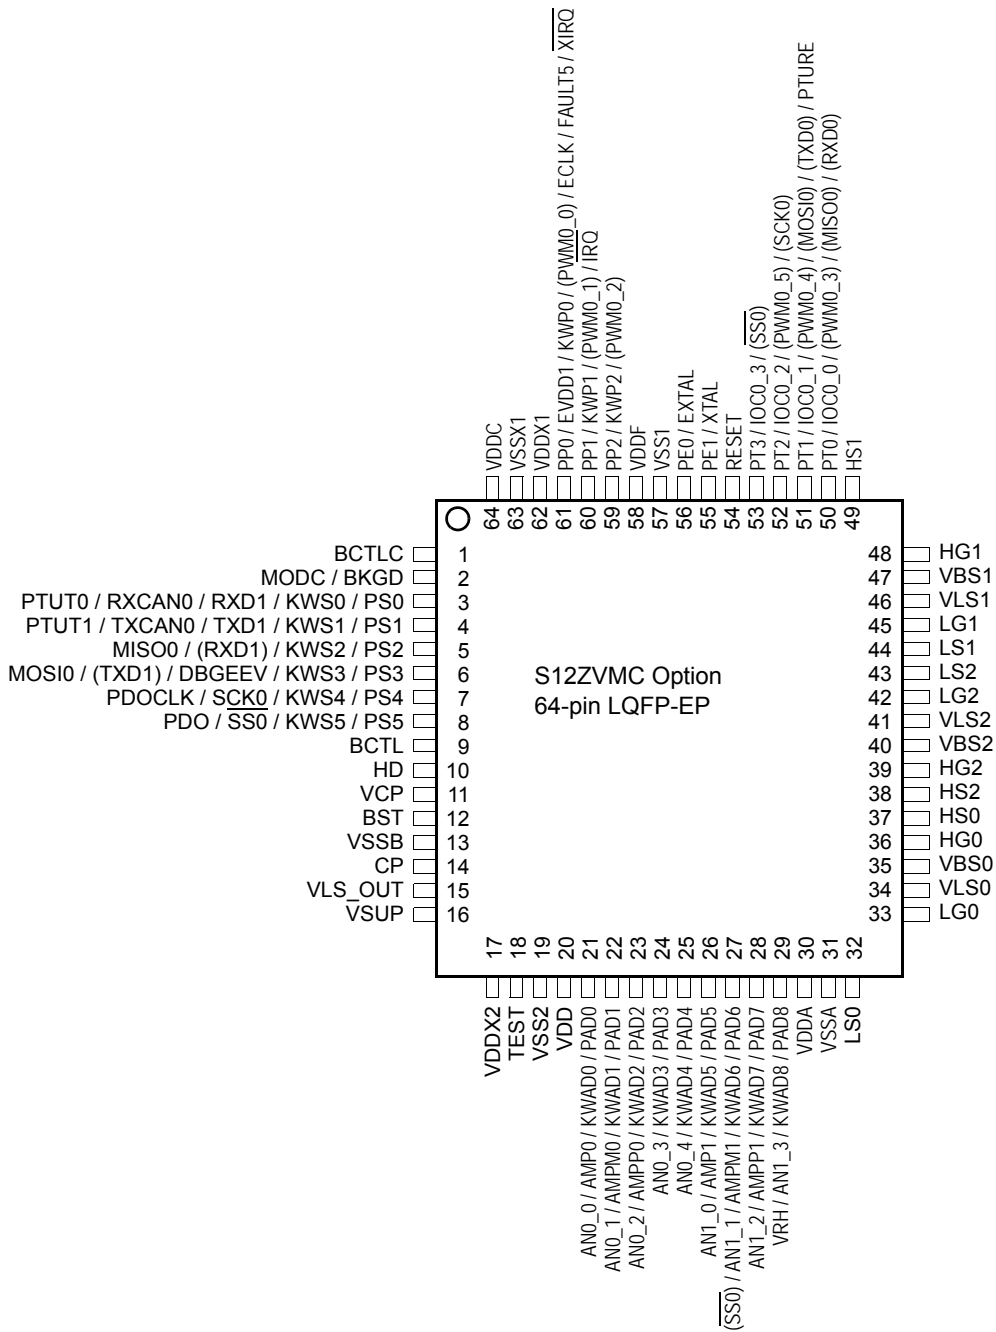 VDDC
VSSX1
VDDX1
PP0 / EVDD1 / KWP0 / (PWM0_0) / ECLK / FAULT5 / XIRQ
PP1 / KWP1 / (PWM0_1) / IRQ
PP2 / KWP2 / (PWM0_2)
VDDF
VSS1
PE0 / EXTAL
PE1 / XTAL
RESET
PT3 / IOC0_3 / (SS0)
PT2 / IOC0_2 / (PWM0_5) / (SCK0)
PT1 / IOC0_1 / (PWM0_4) / (MOSI0) / (TXD0) / PTURE
PT0 / IOC0_0 / (PWM0_3) / (MISO0) / (RXD0)
HS1
64 63 62 61 60 59 58 57 56 55 54 53 52 51 50 49
BCTLC 1
MODC / BKGD 2
PTUT0 / RXCAN0 / RXD1 / KWS0 / PS0 3
PTUT1 / TXCAN0 / TXD1 / KWS1 / PS1 4
MISO0 / (RXD1) / KWS2 / PS2 5
MOSI0 / (TXD1) / DBGEEV / KWS3 / PS3 6
PDOCLK / SCK0 / KWS4 / PS4 7
PDO / SS0 / KWS5 / PS5 8
BCTL 9
HD 10
VCP 11
BST 12
VSSB 13
CP 14
VLS_OUT 15
VSUP 16
S12ZVMC Option
64-pin LQFP-EP
48 HG1
47 VBS1
46 VLS1
45 LG1
44 LS1
43 LS2
42 LG2
41 VLS2
40 VBS2
39 HG2
38 HS2
37 HS0
36 HG0
35 VBS0
34 VLS0
33 LG0
17 18 19 20 21 22 23 24 25 26 27 28 29 30 31 32
VDDX2
TEST
VSS2
VDD
AN0_0 / AMP0 / KWAD0 / PAD0
AN0_1 / AMPM0 / KWAD1 / PAD1
AN0_2 / AMPP0 / KWAD2 / PAD2
AN0_3 / KWAD3 / PAD3
AN0_4 / KWAD4 / PAD4
AN1_0 / AMP1 / KWAD5 / PAD5
(SS0) / AN1_1 / AMPM1 / KWAD6 / PAD6
AN1_2 / AMPP1 / KWAD7 / PAD7
VRH / AN1_3 / KWAD8 / PAD8
VDDA
VSSA
LS0